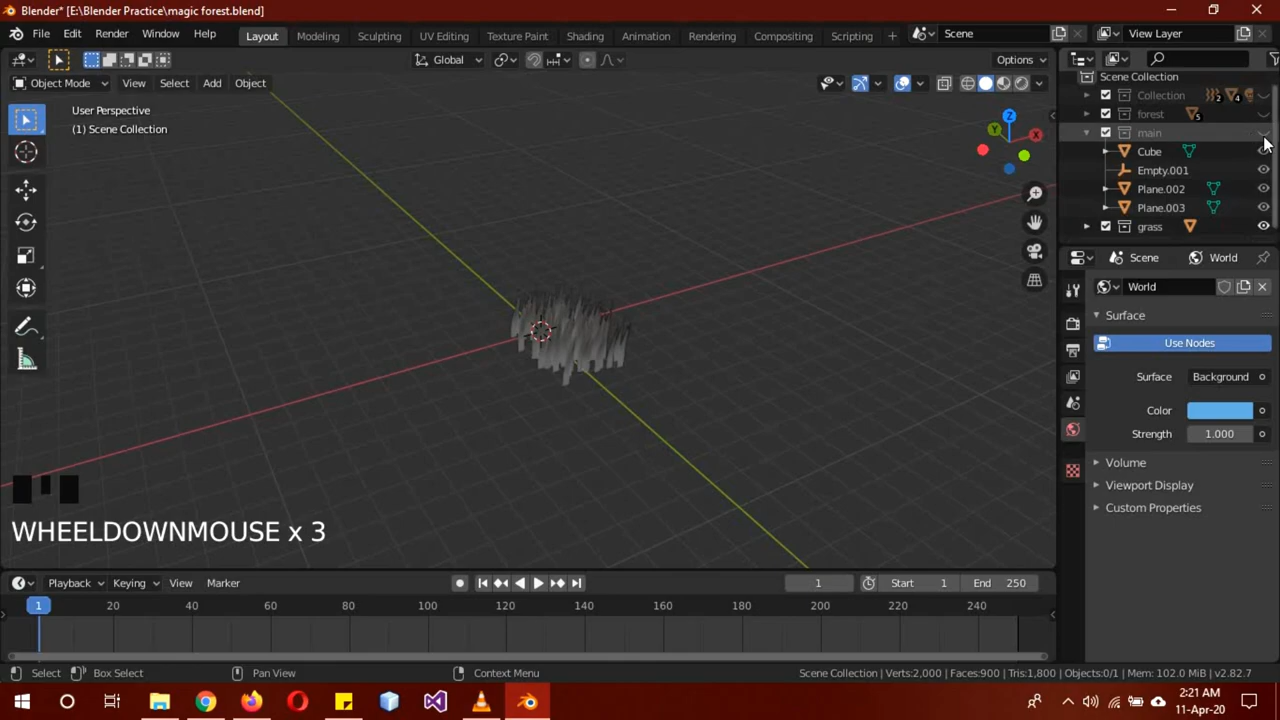 Blender* [E:\Blender Practice\magic forest.blend]
File Edit Render Window Help Layout Modeling Sculpting UV Editing Texture Paint Shading Animation Rendering Compositing Scripting + Scene View Layer
Global Options
Object Mode View Select Add Object
User Perspective
(1) Scene Collection
Z
Y
X
Scene Collection
Collection 2 4
forest 5
main
Cube
Empty.001
Plane.002
Plane.003
grass
Scene World
World
Surface
Use Nodes
Surface Background
Color
Strength 1.000
Volume
Viewport Display
Custom Properties
WHEELDOWNMOUSE x 3
Playback Keying View Marker 1 Start 1 End 250
1 20 40 60 80 100 120 140 160 180 200 220 240
Select Box Select Pan View Context Menu Scene Collection | Verts:2,000 | Faces:900 | Tris:1,800 | Objects:0/1 | Mem: 102.0 MiB | v2.82.7
2:21 AM
11-Apr-20